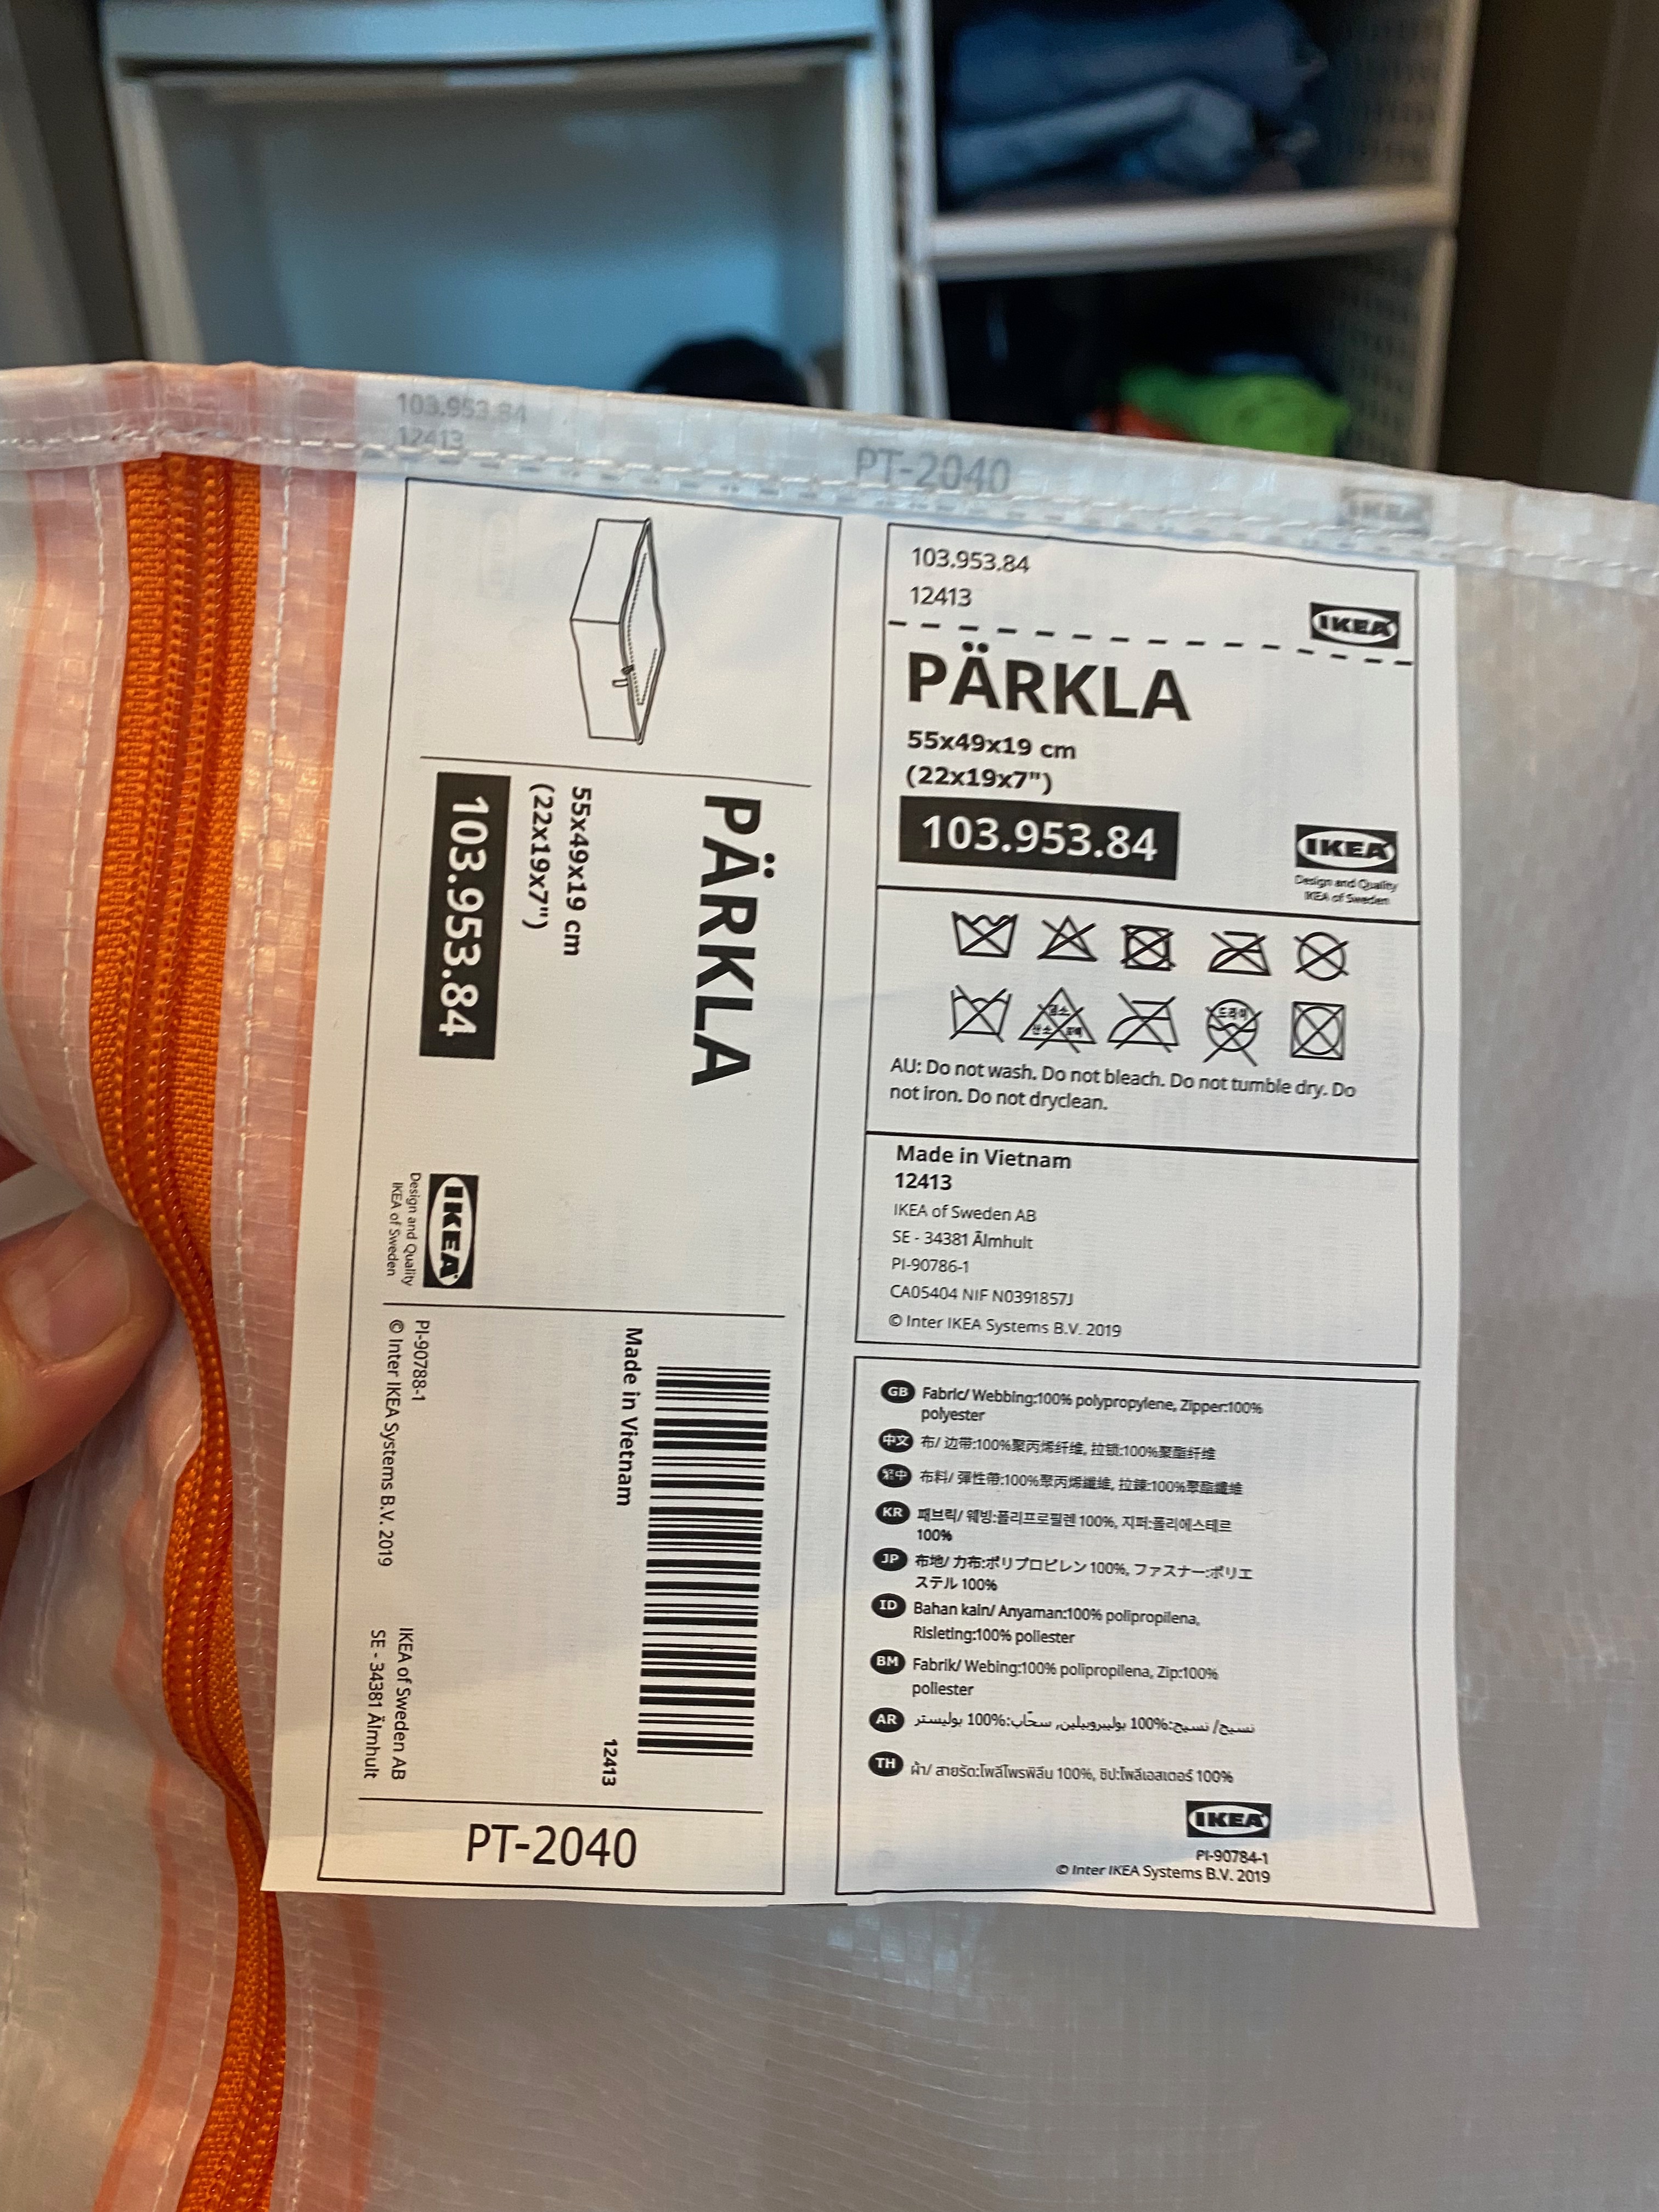 103.953.84
12413
PT-2040
IKEA
PÄRKLA
55x49x19 cm
(22x19x7")
103.953.84
IKEA
Design and Quality
IKEA of Sweden
Made in Vietnam
12413
PI-90788-1
© Inter IKEA Systems B.V. 2019
IKEA of Sweden AB
SE - 34381 Älmhult
PT-2040
103.953.84
12413
IKEA
PÄRKLA
55x49x19 cm
(22x19x7")
103.953.84
IKEA
Design and Quality
IKEA of Sweden
드라이
AU: Do not wash. Do not bleach. Do not tumble dry. Do
not iron. Do not dryclean.
Made in Vietnam
12413
IKEA of Sweden AB
SE - 34381 Älmhult
PI-90786-1
CA05404 NIF N0391857J
© Inter IKEA Systems B.V. 2019
GB Fabric/ Webbing:100% polypropylene, Zipper:100%
polyester
中文 布/ 边带:100%聚丙烯纤维, 拉锁:100%聚酯纤维
繁中 布料/ 彈性帶:100%聚丙烯纖維, 拉鍊:100%聚酯纖維
KR 패브릭/ 웨빙:폴리프로필렌 100%, 지퍼:폴리에스테르
100%
JP 布地/ 力布:ポリプロピレン 100%, ファスナー:ポリエ
ステル 100%
ID Bahan kain/ Anyaman:100% polipropilena,
Risleting:100% poliester
BM Fabrik/ Webing:100% polipropilena, Zip:100%
poliester
AR نسيج/ نسيج:%100 بوليبروبيلين, سحّاب:%100 بوليستر
TH ผ้า/ สายรัด:โพลีโพรพิลีน 100%, ซิป:โพลีเอสเตอร์ 100%
IKEA
PI-90784-1
© Inter IKEA Systems B.V. 2019